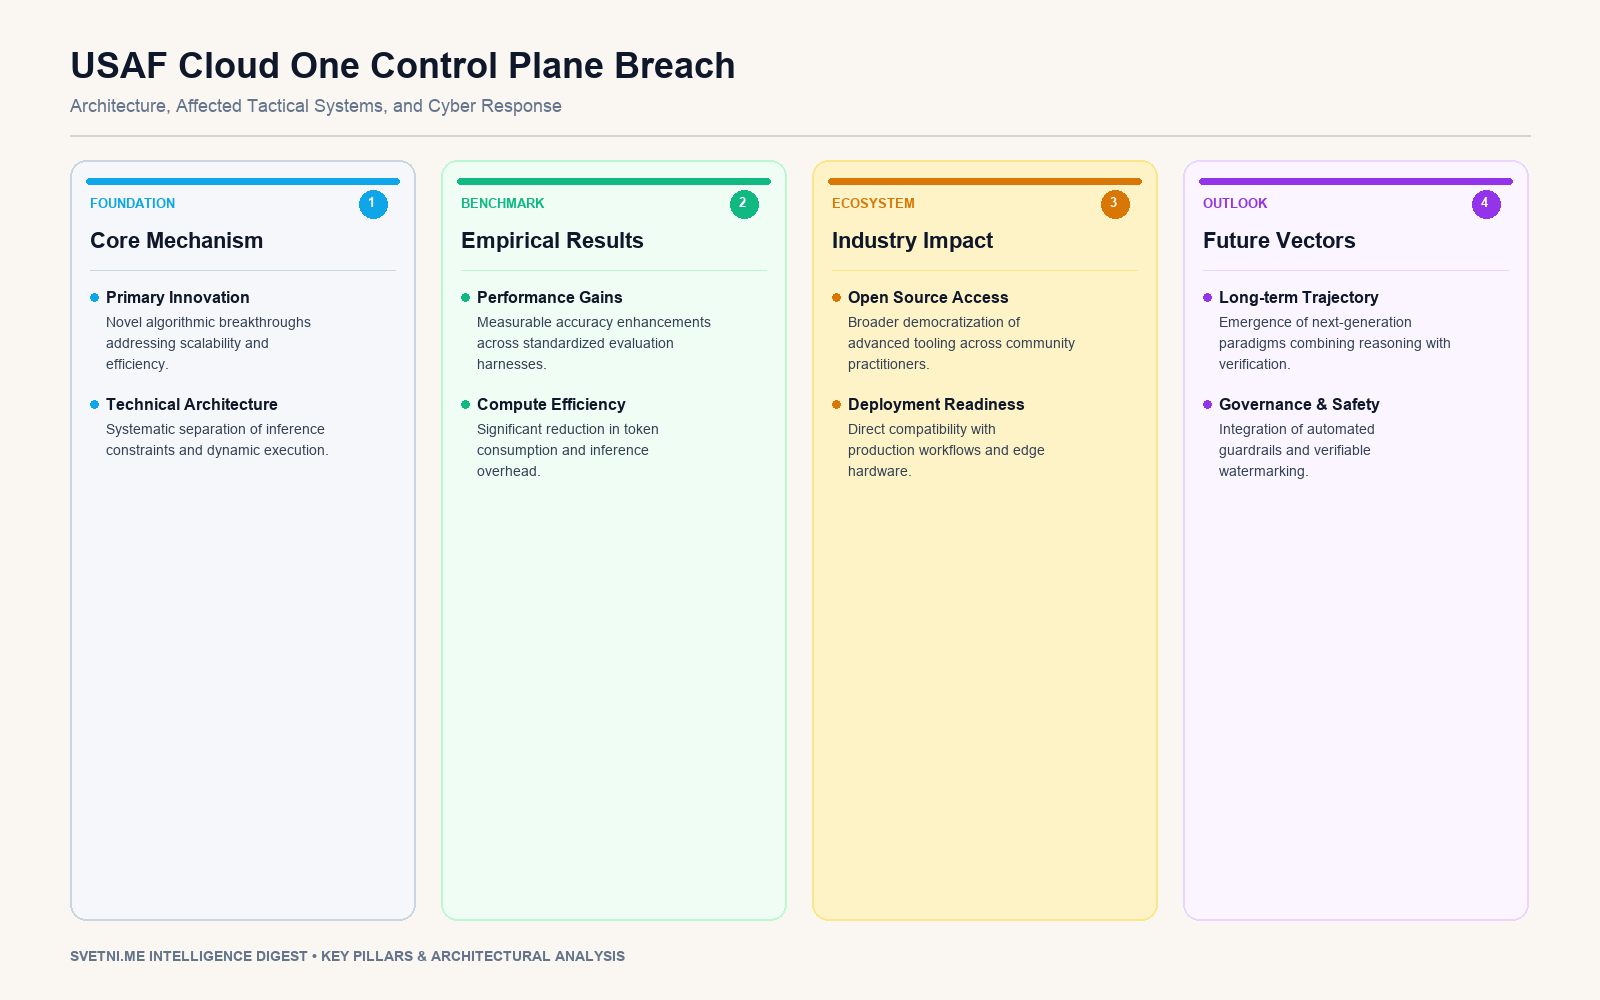 USAF Cloud One Control Plane Breach
Architecture, Affected Tactical Systems, and Cyber Response
FOUNDATION
1
Core Mechanism
Primary Innovation
Novel algorithmic breakthroughs
addressing scalability and
efficiency.
Technical Architecture
Systematic separation of inference
constraints and dynamic execution.
BENCHMARK
2
Empirical Results
Performance Gains
Measurable accuracy enhancements
across standardized evaluation
harnesses.
Compute Efficiency
Significant reduction in token
consumption and inference
overhead.
ECOSYSTEM
3
Industry Impact
Open Source Access
Broader democratization of
advanced tooling across community
practitioners.
Deployment Readiness
Direct compatibility with
production workflows and edge
hardware.
OUTLOOK
4
Future Vectors
Long-term Trajectory
Emergence of next-generation
paradigms combining reasoning with
verification.
Governance & Safety
Integration of automated
guardrails and verifiable
watermarking.
SVETNI.ME INTELLIGENCE DIGEST • KEY PILLARS & ARCHITECTURAL ANALYSIS